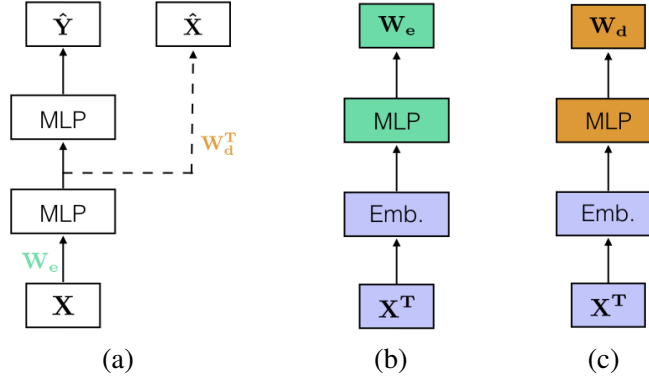 Ŷ X̂ W_e W_d
MLP MLP MLP
W_d^T
MLP Emb. Emb.
W_e
X X^T X^T
(a) (b) (c)